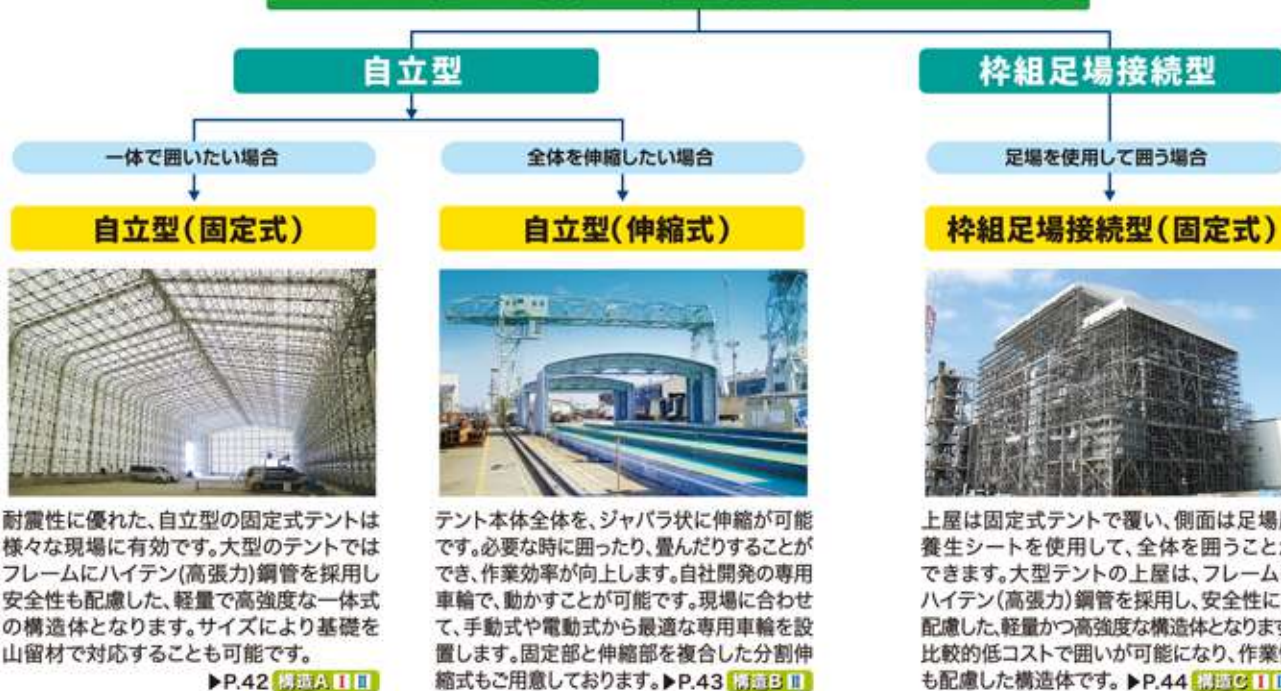 自立型
枠組足場接続型
一体で囲いたい場合
全体を伸縮したい場合
足場を使用して囲う場合
自立型(固定式)
自立型(伸縮式)
枠組足場接続型(固定式)
耐震性に優れた、自立型の固定式テントは
様々な現場に有効です。大型のテントでは
フレームにハイテン(高張力)鋼管を採用し
安全性も配慮した、軽量で高強度な一体式
の構造体となります。サイズにより基礎を
山留材で対応することも可能です。
▶P.42 構造A Ⅰ Ⅱ
テント本体全体を、ジャバラ状に伸縮が可能
です。必要な時に囲ったり、畳んだりすることが
でき、作業効率が向上します。自社開発の専用
車輪で、動かすことが可能です。現場に合わせ
て、手動式や電動式から最適な専用車輪を設
置します。固定部と伸縮部を複合した分割伸
縮式もご用意しております。▶P.43 構造B Ⅱ
上屋は固定式テントで覆い、側面は足場
養生シートを使用して、全体を囲うこと
できます。大型テントの上屋は、フレーム
ハイテン(高張力)鋼管を採用し、安全性に
配慮した、軽量かつ高強度な構造体となります
比較的低コストで囲いが可能になり、作業
も配慮した構造体です。▶P.44 構造C Ⅰ